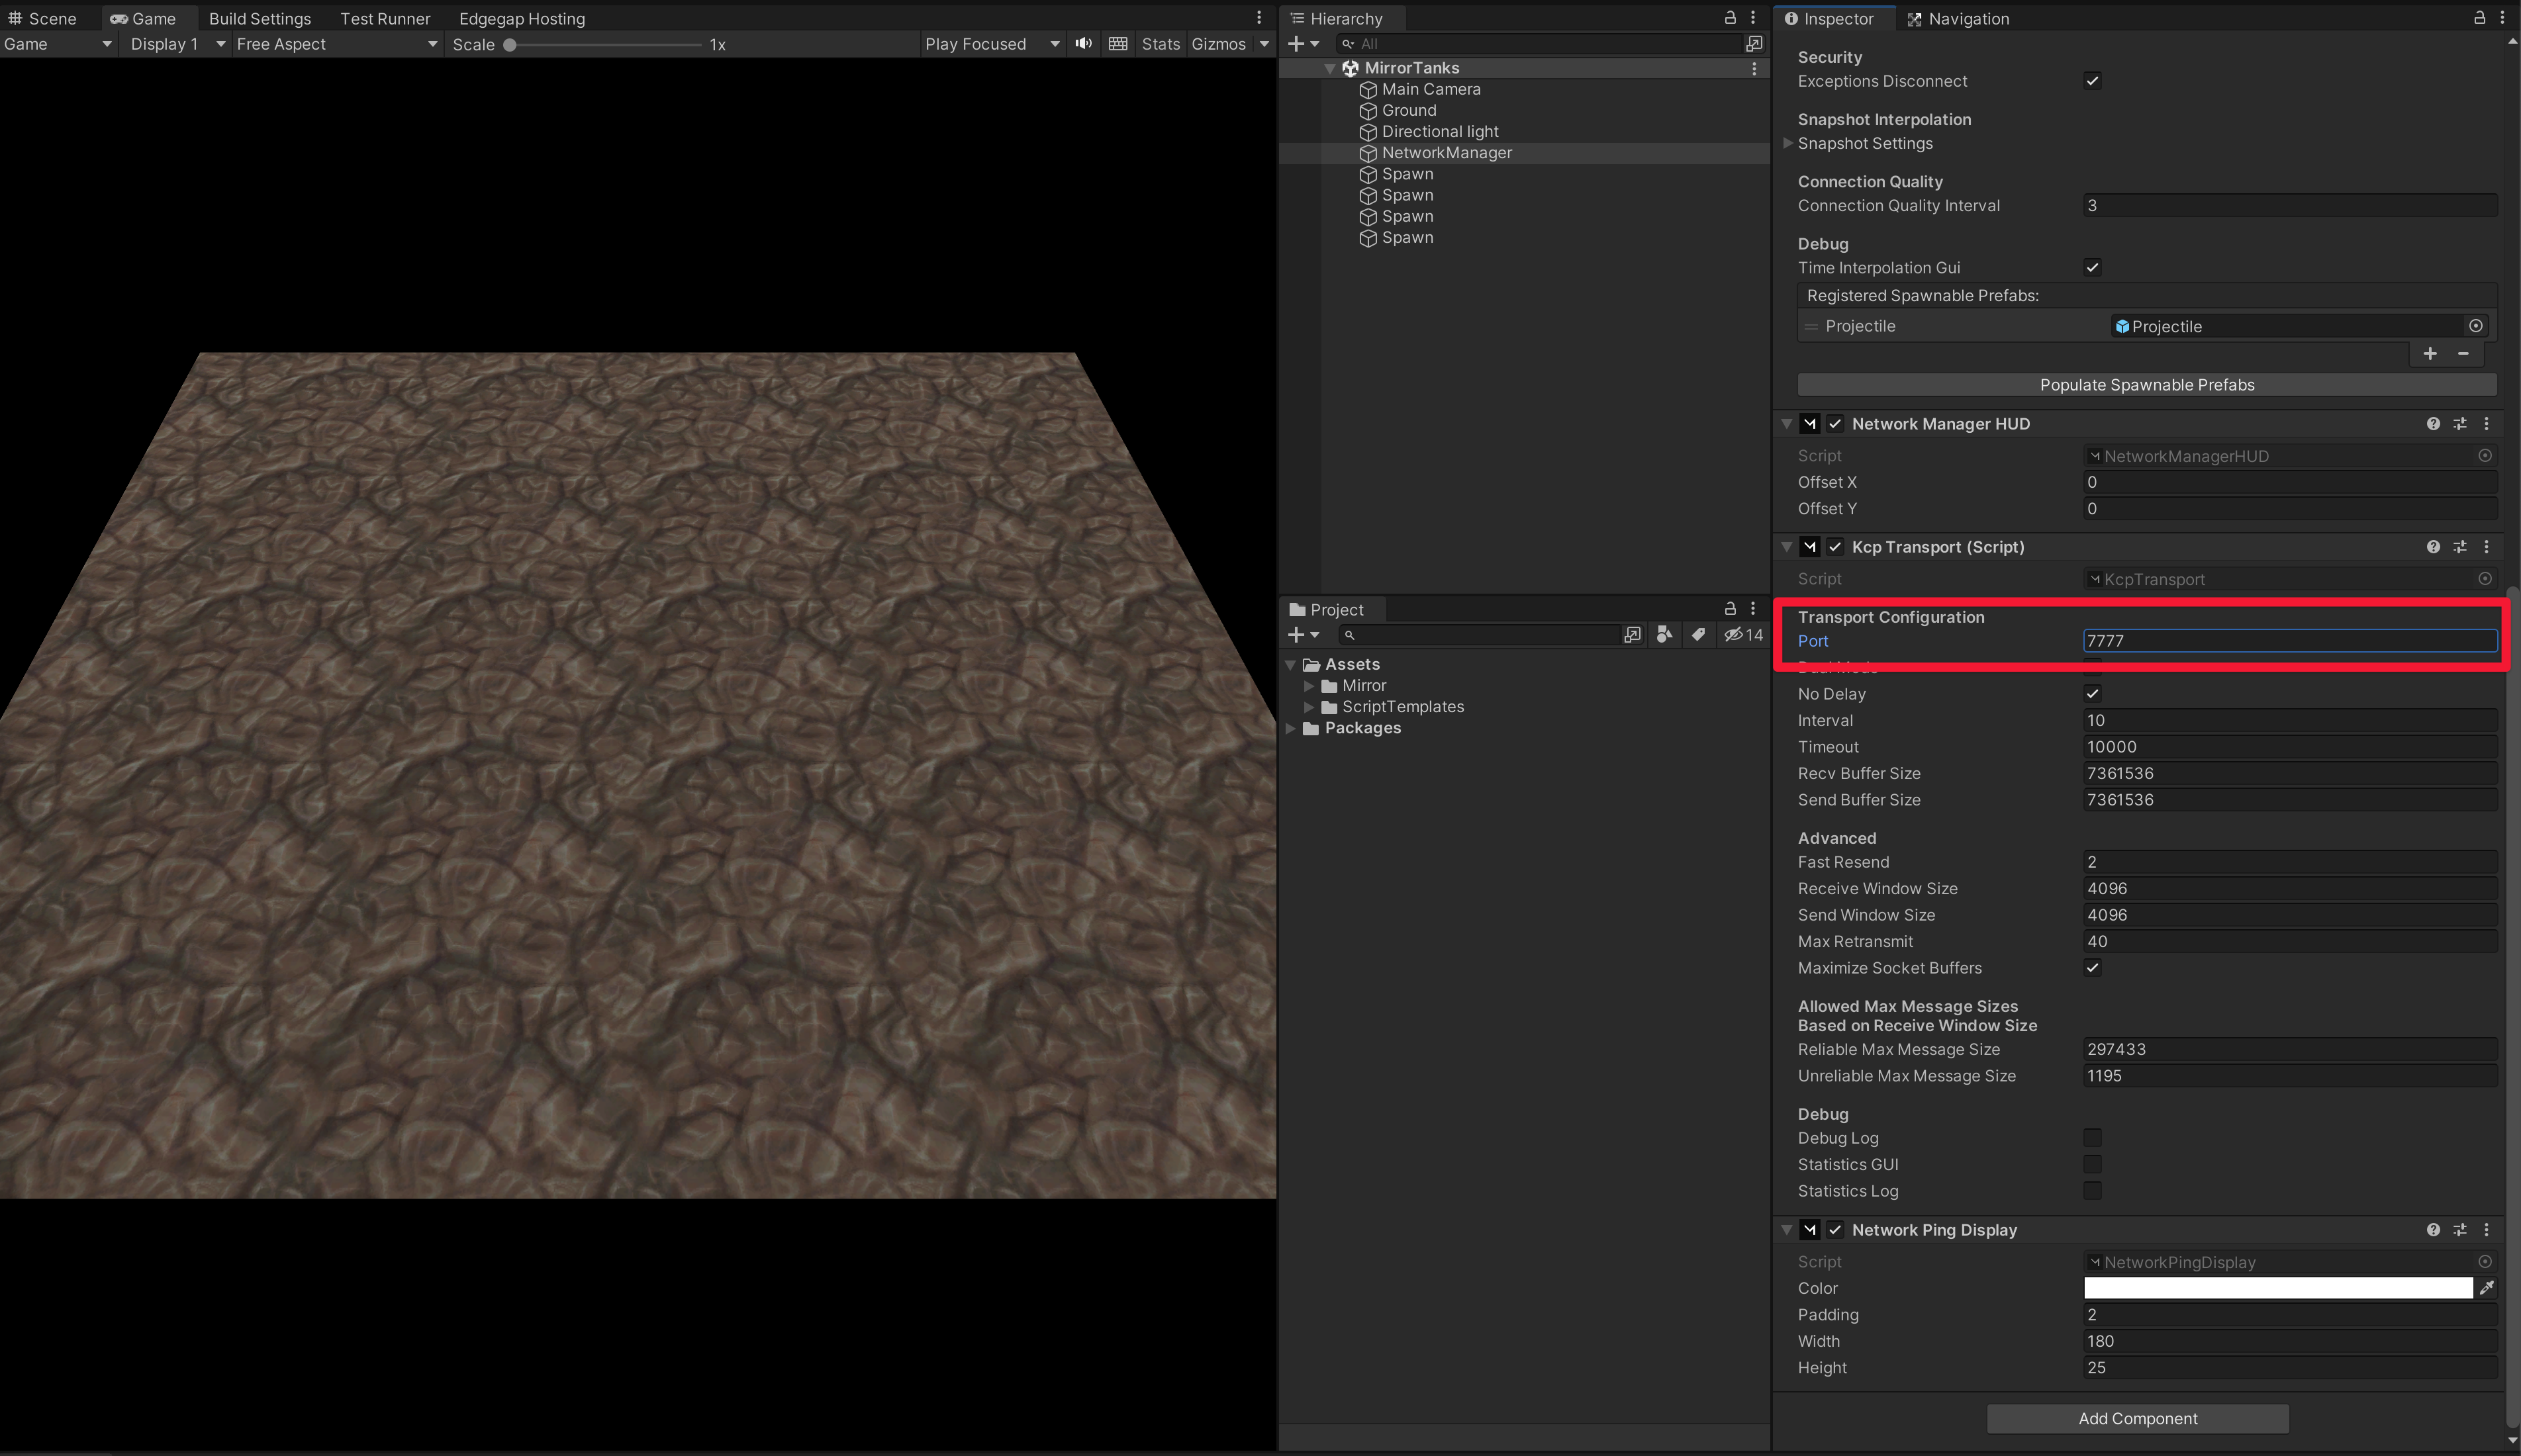 Scene
Game
Build Settings
Test Runner
Edgegap Hosting
Game
Display 1
Free Aspect
Scale
1x
Play Focused
Stats
Gizmos
Hierarchy
All
MirrorTanks
Main Camera
Ground
Directional light
NetworkManager
Spawn
Spawn
Spawn
Spawn
Project
14
Assets
Mirror
ScriptTemplates
Packages
Inspector
Navigation
Security
Exceptions Disconnect
Snapshot Interpolation
Snapshot Settings
Connection Quality
Connection Quality Interval 3
Debug
Time Interpolation Gui
Registered Spawnable Prefabs:
Projectile Projectile
Populate Spawnable Prefabs
Network Manager HUD
Script NetworkManagerHUD
Offset X 0
Offset Y 0
Kcp Transport (Script)
Script KcpTransport
Transport Configuration
Port 7777
No Delay
Interval 10
Timeout 10000
Recv Buffer Size 7361536
Send Buffer Size 7361536
Advanced
Fast Resend 2
Receive Window Size 4096
Send Window Size 4096
Max Retransmit 40
Maximize Socket Buffers
Allowed Max Message Sizes
Based on Receive Window Size
Reliable Max Message Size 297433
Unreliable Max Message Size 1195
Debug
Debug Log
Statistics GUI
Statistics Log
Network Ping Display
Script NetworkPingDisplay
Color
Padding 2
Width 180
Height 25
Add Component